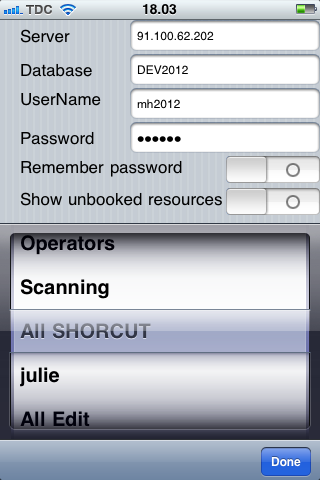 TDC 18.03
Server 91.100.62.202
Database DEV2012
UserName mh2012
Password ●●●●●●
Remember password
Show unbooked resources
Operators
Scanning
All SHORCUT
julie
All Edit
Done